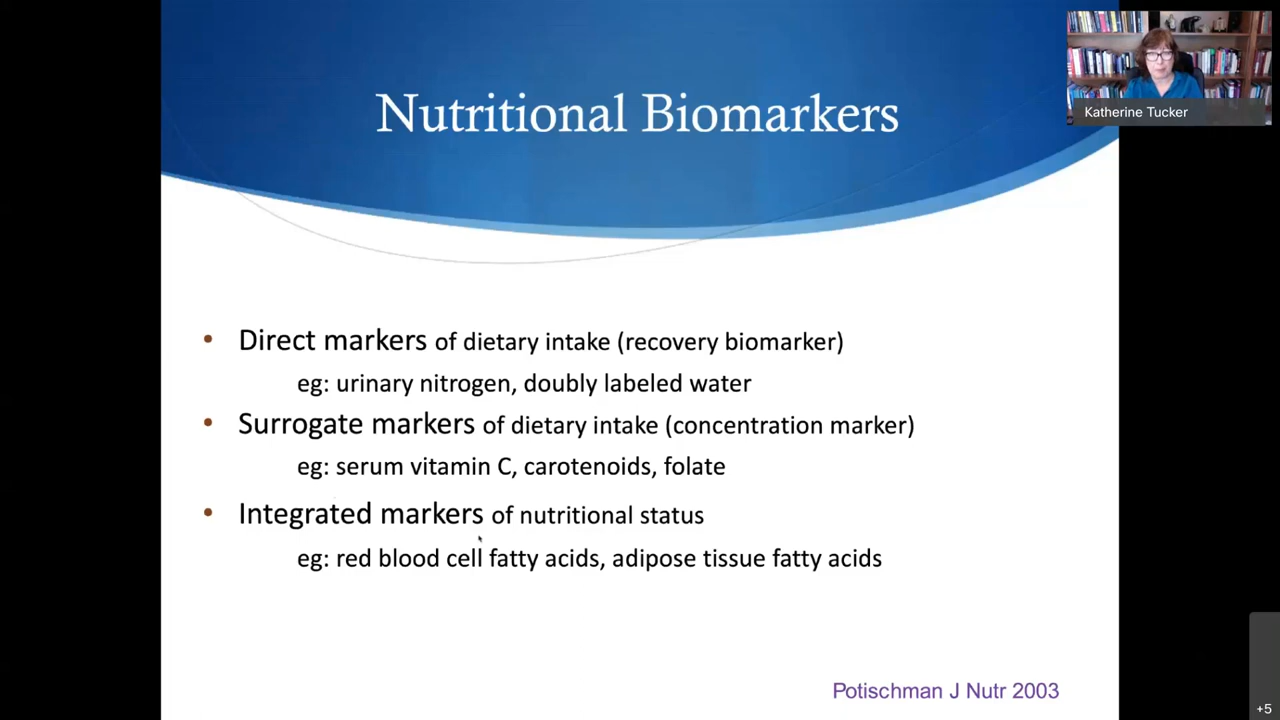 Nutritional Biomarkers
Katherine Tucker
• Direct markers of dietary intake (recovery biomarker)
eg: urinary nitrogen, doubly labeled water
• Surrogate markers of dietary intake (concentration marker)
eg: serum vitamin C, carotenoids, folate
• Integrated markers of nutritional status
eg: red blood cell fatty acids, adipose tissue fatty acids
Potischman J Nutr 2003
+5